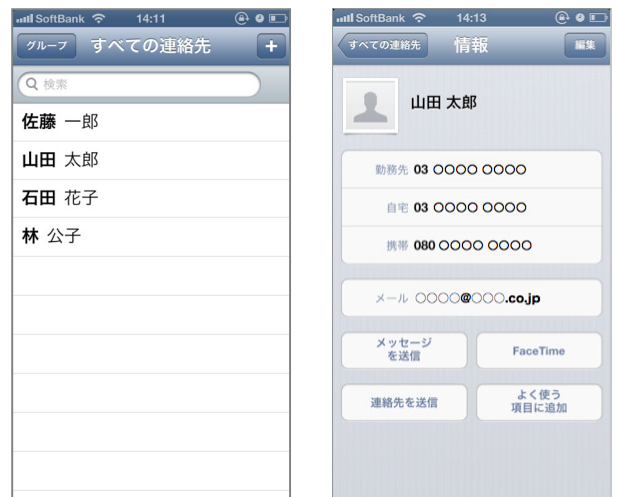 SoftBank 14:11
グループ すべての連絡先 +
検索
佐藤 一郎
山田 太郎
石田 花子
林 公子
SoftBank 14:13
すべての連絡先 情報 編集
山田 太郎
勤務先 03 ○○○○ ○○○○
自宅 03 ○○○○ ○○○○
携帯 080 ○○○○ ○○○○
メール ○○○○@○○○.co.jp
メッセージ
を送信
FaceTime
連絡先を送信
よく使う
項目に追加